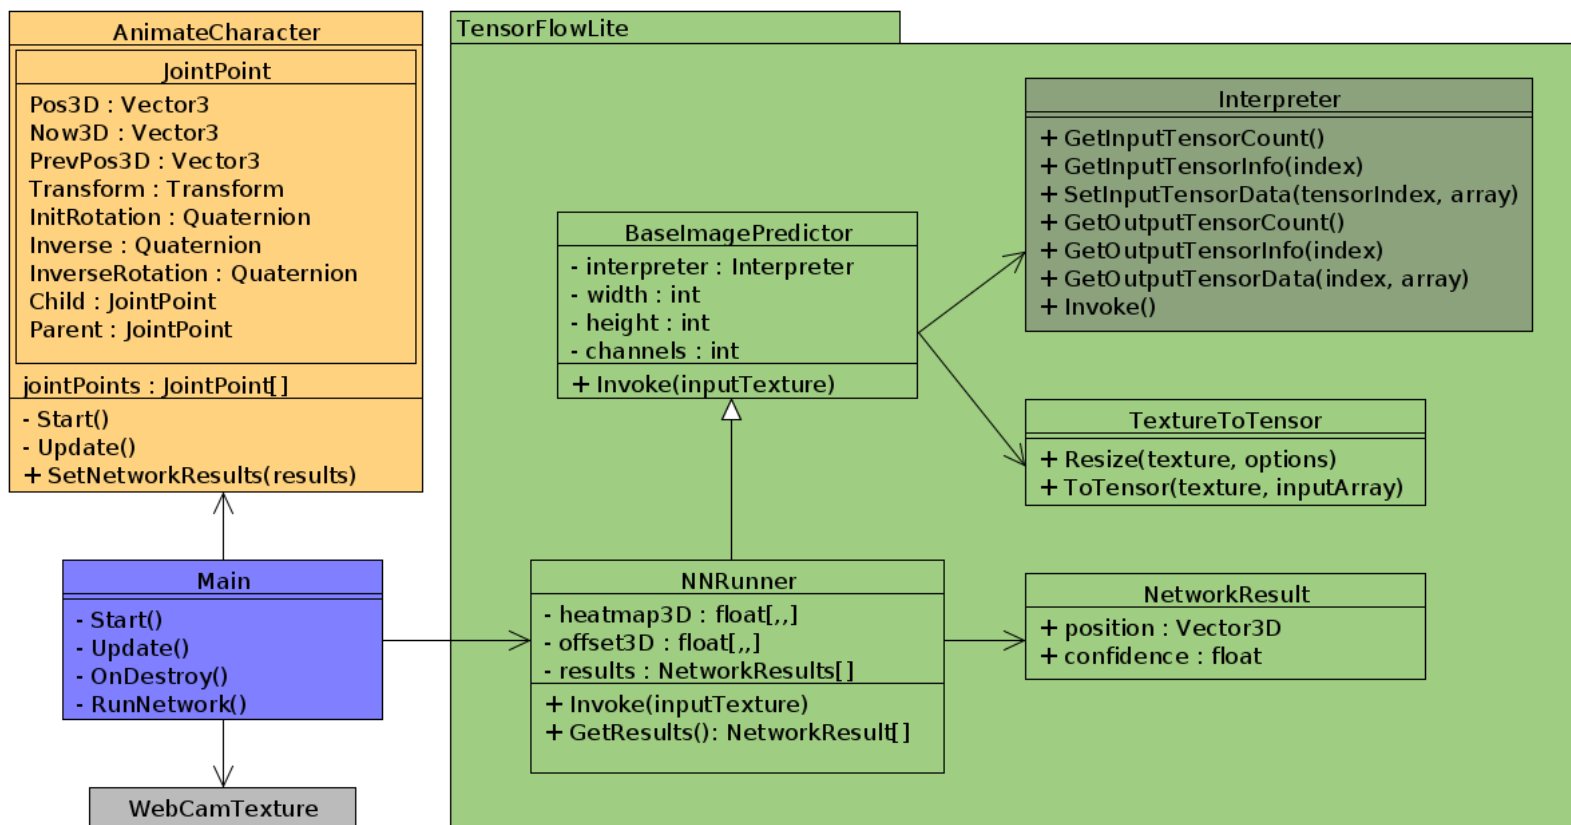 AnimateCharacter
JointPoint
Pos3D : Vector3
Now3D : Vector3
PrevPos3D : Vector3
Transform : Transform
InitRotation : Quaternion
Inverse : Quaternion
InverseRotation : Quaternion
Child : JointPoint
Parent : JointPoint
jointPoints : JointPoint[]
- Start()
- Update()
+ SetNetworkResults(results)
Main
- Start()
- Update()
- OnDestroy()
- RunNetwork()
WebCamTexture
TensorFlowLite
BaseImagePredictor
- interpreter : Interpreter
- width : int
- height : int
- channels : int
+ Invoke(inputTexture)
NNRunner
- heatmap3D : float[,,]
- offset3D : float[,,]
- results : NetworkResults[]
+ Invoke(inputTexture)
+ GetResults(): NetworkResult[]
Interpreter
+ GetInputTensorCount()
+ GetInputTensorInfo(index)
+ SetInputTensorData(tensorIndex, array)
+ GetOutputTensorCount()
+ GetOutputTensorInfo(index)
+ GetOutputTensorData(index, array)
+ Invoke()
TextureToTensor
+ Resize(texture, options)
+ ToTensor(texture, inputArray)
NetworkResult
+ position : Vector3D
+ confidence : float